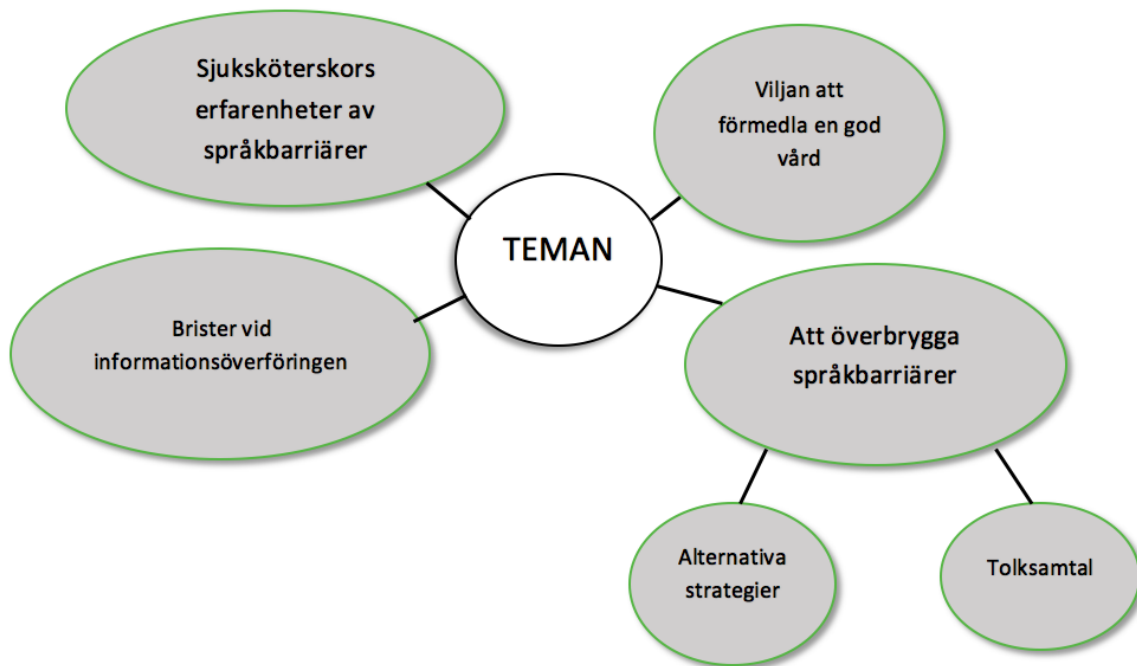 Sjuksköterskors
erfarenheter av
språkbarriärer
Viljan att
förmedla en god
vård
TEMAN
Brister vid
informationsöverföringen
Att överbrygga
språkbarriärer
Alternativa
strategier
Tolksamtal